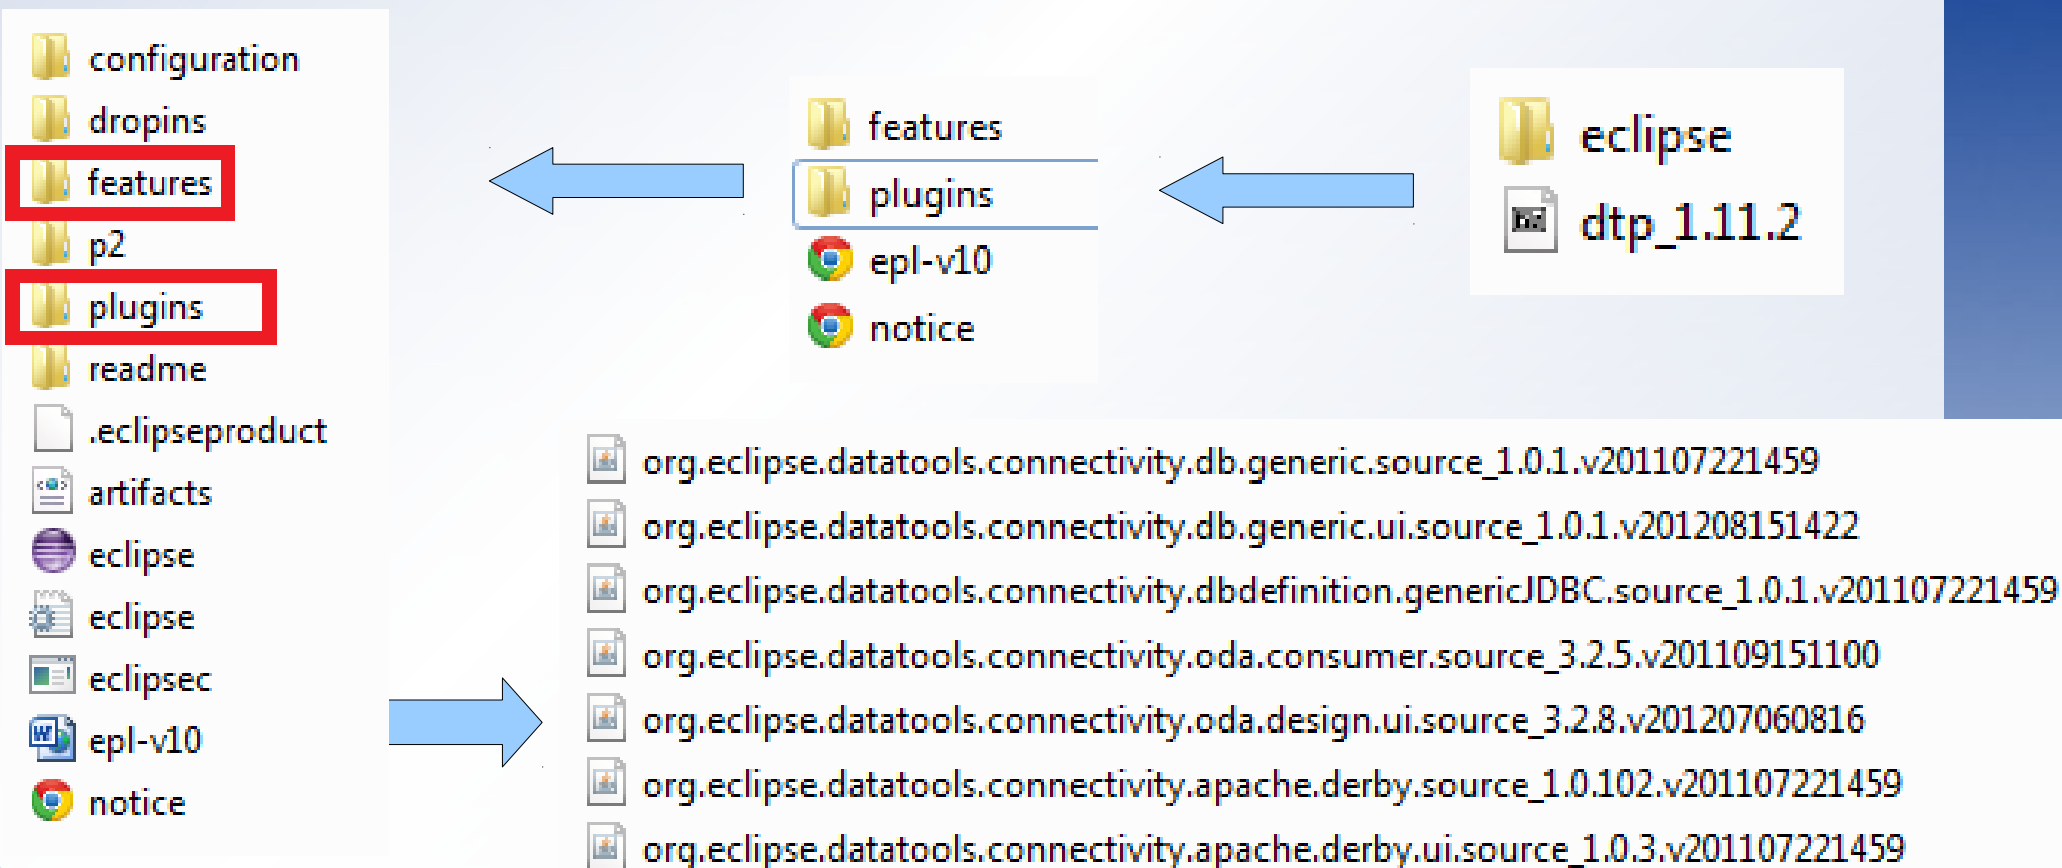 configuration
dropins
features
p2
plugins
readme
.eclipseproduct
artifacts
eclipse
eclipse
eclipsec
epl-v10
notice
features
plugins
epl-v10
notice
eclipse
dtp_1.11.2
org.eclipse.datatools.connectivity.db.generic.source_1.0.1.v201107221459
org.eclipse.datatools.connectivity.db.generic.ui.source_1.0.1.v201208151422
org.eclipse.datatools.connectivity.dbdefinition.genericJDBC.source_1.0.1.v201107221459
org.eclipse.datatools.connectivity.oda.consumer.source_3.2.5.v201109151100
org.eclipse.datatools.connectivity.oda.design.ui.source_3.2.8.v201207060816
org.eclipse.datatools.connectivity.apache.derby.source_1.0.102.v201107221459
org.eclipse.datatools.connectivity.apache.derby.ui.source_1.0.3.v201107221459